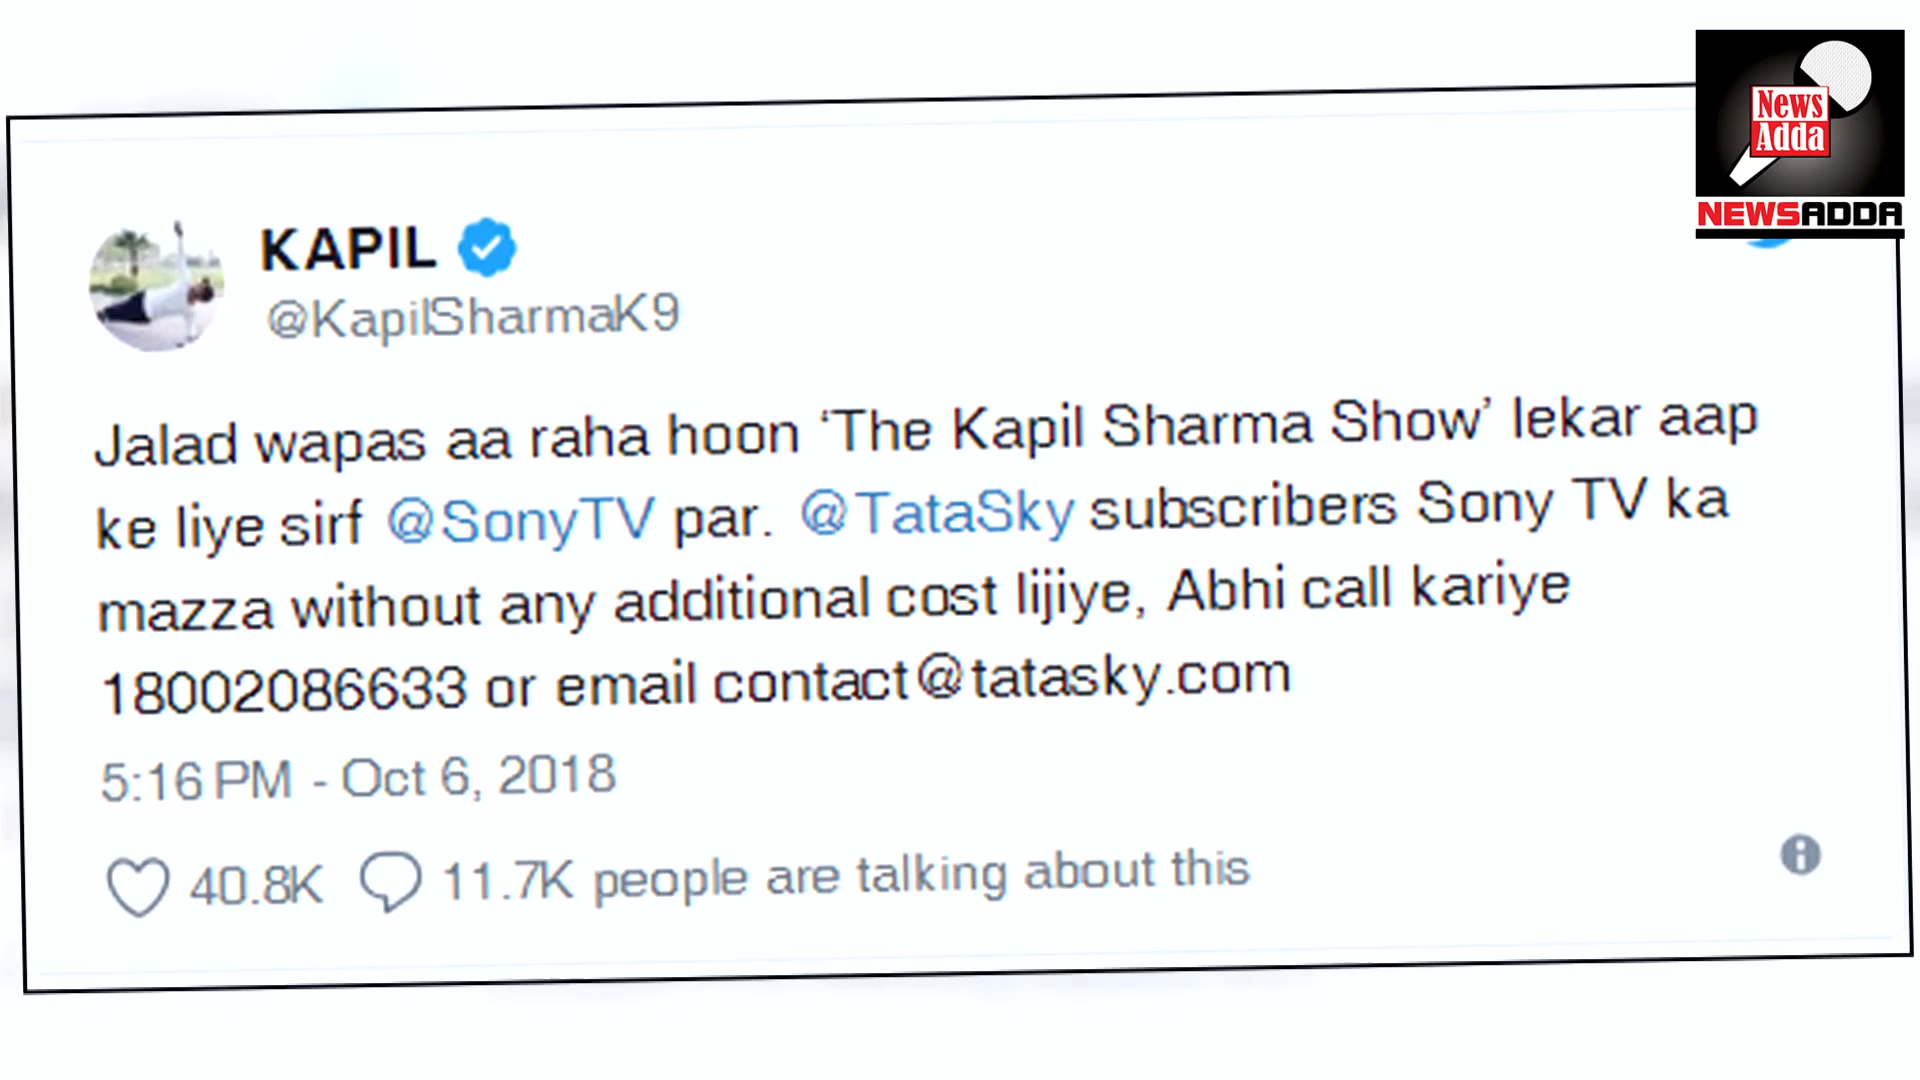 News
Adda
NEWSADDA
KAPIL
@KapilSharmaK9
Jalad wapas aa raha hoon ‘The Kapil Sharma Show’ lekar aap
ke liye sirf @SonyTV par. @TataSky subscribers Sony TV ka
mazza without any additional cost lijiye, Abhi call kariye
18002086633 or email contact@tatasky.com
5:16 PM - Oct 6, 2018
40.8K 11.7K people are talking about this